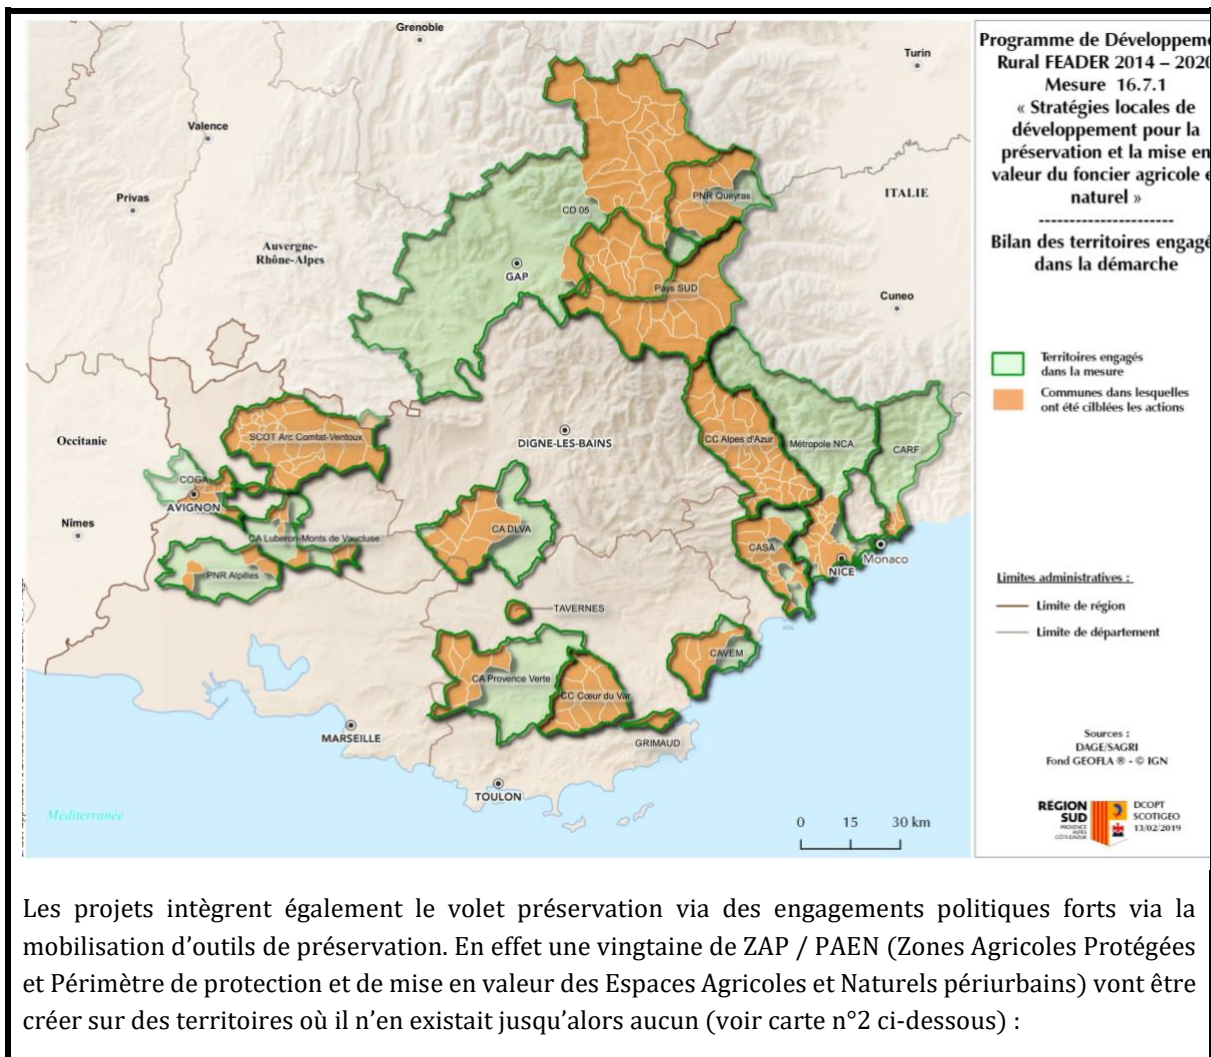 Grenoble
Turin
Valence
Privas
ITALIE
PNR Queyras
CD 05
Auvergne-
Rhône-Alpes
GAP
Pays SUD
Cuneo
Occitanie
SCOT Arc Comtat-Ventoux
DIGNE-LES-BAINS
CC Alpes d'Azur
Métropole NCA
CARF
COGA
AVIGNON
Nîmes
CA Luberon-Monts de Vaucluse
CA DLVA
CASA
Monaco
NICE
PNR Alpilles
TAVERNES
CAVEM
CA Provence Verte
CC Cœur du Var
GRIMAUD
MARSEILLE
TOULON
Méditerranée
0 15 30 km
Programme de Développeme
Rural FEADER 2014 – 2020
Mesure 16.7.1
« Stratégies locales de
développement pour la
préservation et la mise en
valeur du foncier agricole e
naturel »
----------------------
Bilan des territoires engagé
dans la démarche
Territoires engagés
dans la mesure
Communes dans lesquelles
ont été cilblées les actions
Limites administratives :
Limite de région
Limite de département
Sources :
DAGE/SAGRI
Fond GEOFLA ® - © IGN
RÉGION
SUD
PROVENCE
ALPES
CÔTE D'AZUR
DCOPT
SCOTIGEO
13/02/2019
Les projets intègrent également le volet préservation via des engagements politiques forts via la
mobilisation d'outils de préservation. En effet une vingtaine de ZAP / PAEN (Zones Agricoles Protégées
et Périmètre de protection et de mise en valeur des Espaces Agricoles et Naturels périurbains) vont être
créer sur des territoires où il n'en existait jusqu'alors aucun (voir carte n°2 ci-dessous) :